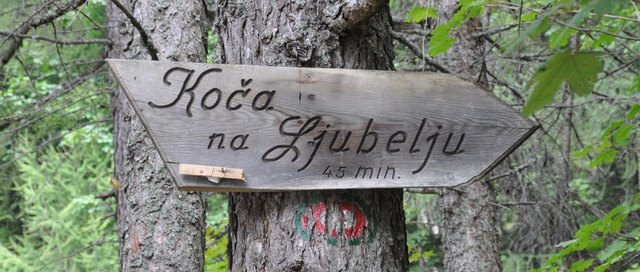 Koča
na Ljubelju
45 min.